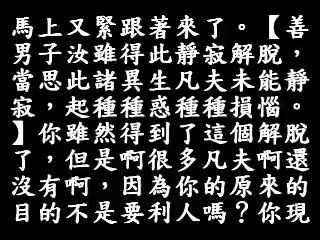 馬上又緊跟著來了。【善
男子汝雖得此靜寂解脫，
當思此諸異生凡夫未能靜
寂，起種種惑種種損惱。
】你雖然得到了這個解脫
了，但是啊很多凡夫啊還
沒有啊，因為你的原來的
目的不是要利人嗎？你現